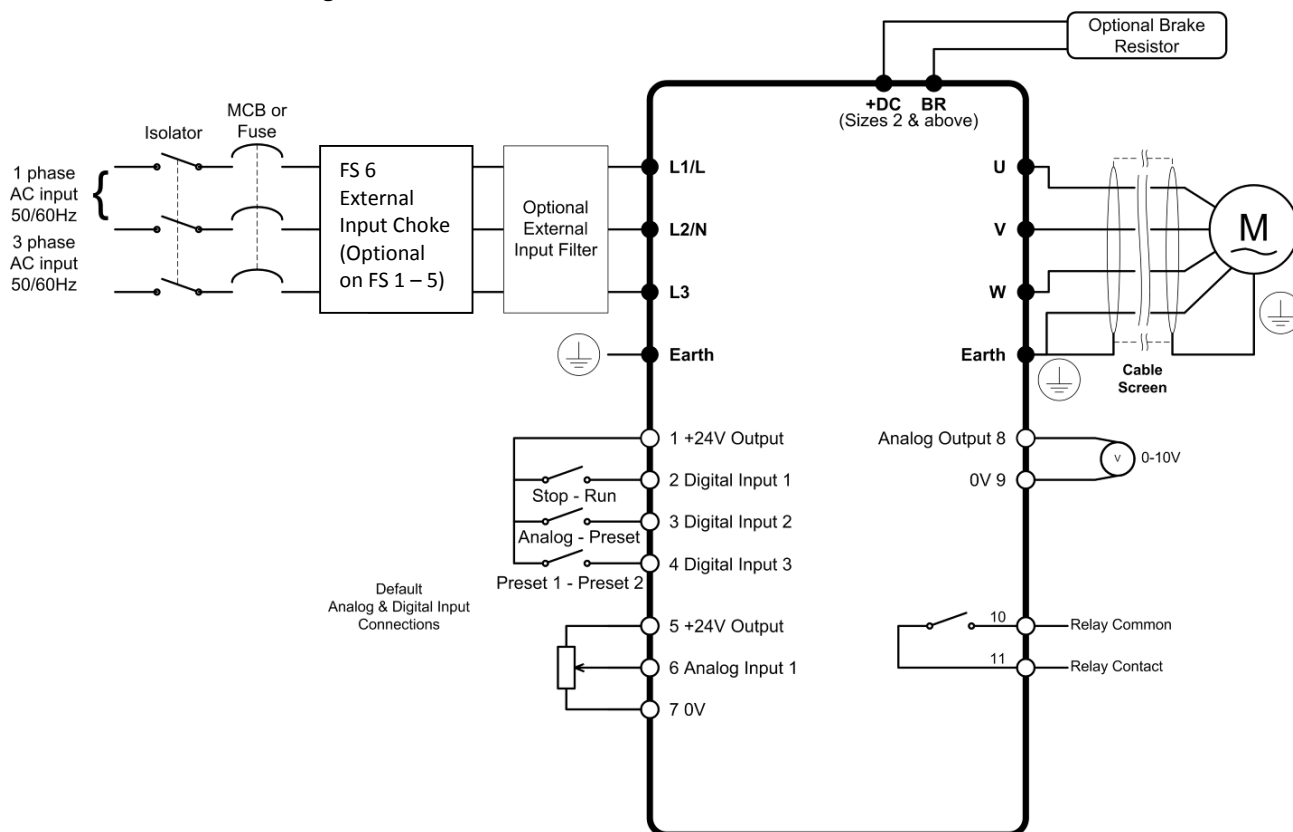 Optional Brake
Resistor
+DC BR
(Sizes 2 & above)
MCB or
Fuse
Isolator
1 phase
AC input
50/60Hz
{
3 phase
AC input
50/60Hz
FS 6
External
Input Choke
(Optional
on FS 1 – 5)
Optional
External
Input Filter
L1/L
L2/N
L3
Earth
U
V
W
Earth
M
Cable
Screen
1 +24V Output
2 Digital Input 1
Stop - Run
3 Digital Input 2
Analog - Preset
4 Digital Input 3
Preset 1 - Preset 2
Default
Analog & Digital Input
Connections
5 +24V Output
6 Analog Input 1
7 0V
Analog Output 8
V
0-10V
0V 9
10
Relay Common
11
Relay Contact